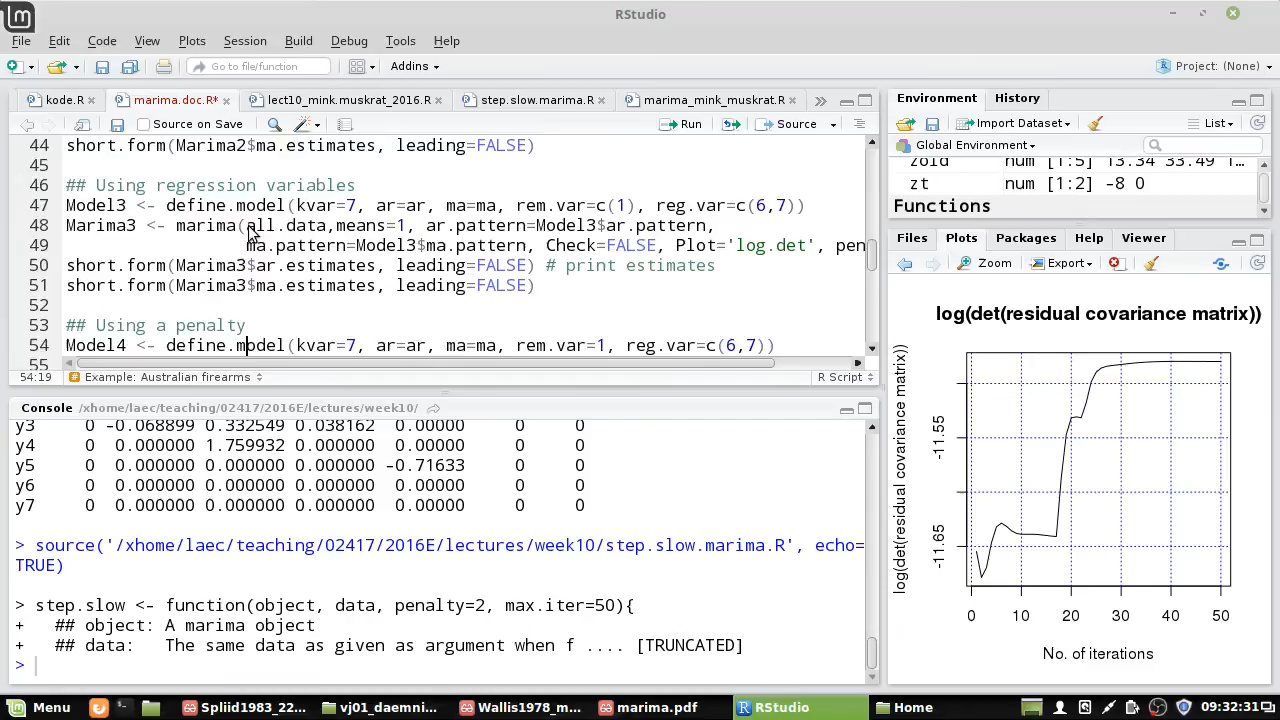 RStudio
File Edit Code View Plots Session Build Debug Tools Help
Go to file/function Addins Project: (None)
kode.R marima.doc.R* lect10_mink.muskrat_2016.R step.slow.marima.R marima_mink_muskrat.R
Source on Save Run Source
44 short.form(Marima2$ma.estimates, leading=FALSE)
45
46 ## Using regression variables
47 Model3 <- define.model(kvar=7, ar=ar, ma=ma, rem.var=c(1), reg.var=c(6,7))
48 Marima3 <- marima(all.data,means=1, ar.pattern=Model3$ar.pattern,
49 ma.pattern=Model3$ma.pattern, Check=FALSE, Plot='log.det', pen
50 short.form(Marima3$ar.estimates, leading=FALSE) # print estimates
51 short.form(Marima3$ma.estimates, leading=FALSE)
52
53 ## Using a penalty
54 Model4 <- define.model(kvar=7, ar=ar, ma=ma, rem.var=1, reg.var=c(6,7))
55
54:19 # Example: Australian firearms R Script
Console /xhome/laec/teaching/02417/2016E/lectures/week10/
y3 0 -0.068899 0.332549 0.038162 0.00000 0 0
y4 0 0.000000 1.759932 0.000000 0.00000 0 0
y5 0 0.000000 0.000000 0.000000 -0.71633 0 0
y6 0 0.000000 0.000000 0.000000 0.00000 0 0
y7 0 0.000000 0.000000 0.000000 0.00000 0 0
> source('/xhome/laec/teaching/02417/2016E/lectures/week10/step.slow.marima.R', echo=
TRUE)
> step.slow <- function(object, data, penalty=2, max.iter=50){
+ ## object: A marima object
+ ## data: The same data as given as argument when f .... [TRUNCATED]
>
Environment History
Import Dataset List
Global Environment
zold num [1:5] 13.34 33.49 1…
zt num [1:2] -8 0
Functions
Files Plots Packages Help Viewer
Zoom Export
log(det(residual covariance matrix))
log(det(residual covariance matrix))
-11.55
-11.65
0 10 20 30 40 50
No. of iterations
Menu Spliid1983_22... vj01_daemni... Wallis1978_m... marima.pdf RStudio Home 09:32:31